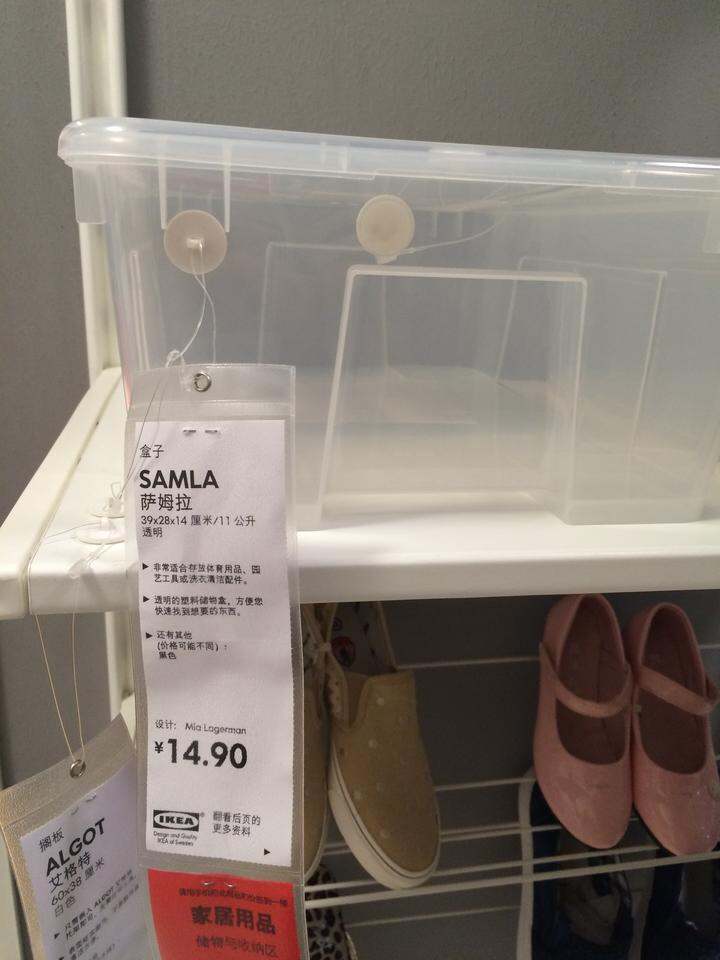 盒子
SAMLA
萨姆拉
39x28x14 厘米/11 公升
透明
▶ 非常适合存放体育用品、园
艺工具或洗衣清洁配件。
▶ 透明的塑料储物盒，方便您
快速找到想要的东西。
▶ 还有其他
(价格可能不同)：
黑色
设计: Mia Lagerman
¥14.90
IKEA
Design and Quality
IKEA of Sweden
翻看后页的
更多资料
▶
家居用品
储物与收纳区
搁板
ALGOT
艾格特
60x38 厘米
白色